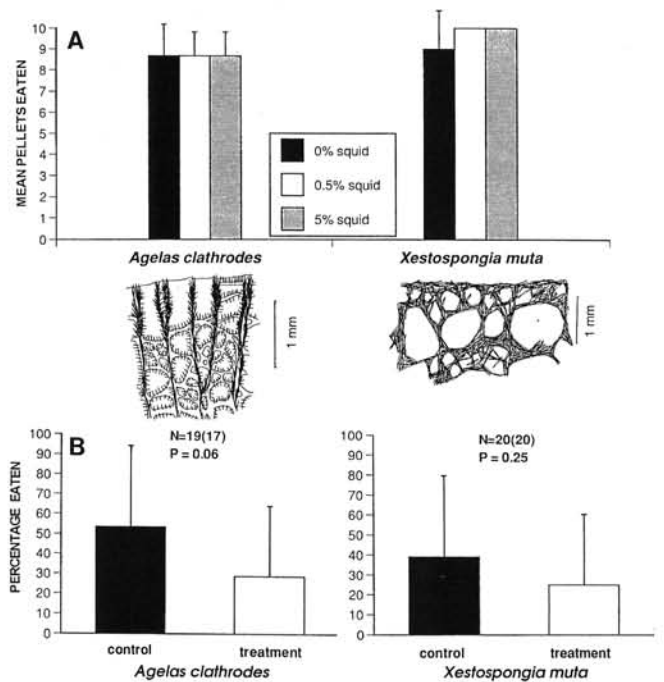 A
MEAN PELLETS EATEN
10
9
8
7
6
5
4
3
2
1
0
0% squid
0.5% squid
5% squid
Agelas clathrodes
Xestospongia muta
1 mm
1 mm
B
PERCENTAGE EATEN
100
90
80
70
60
50
40
30
20
10
0
N=19(17)
P = 0.06
control
treatment
Agelas clathrodes
100
90
80
70
60
50
40
30
20
10
0
N=20(20)
P = 0.25
control
treatment
Xestospongia muta